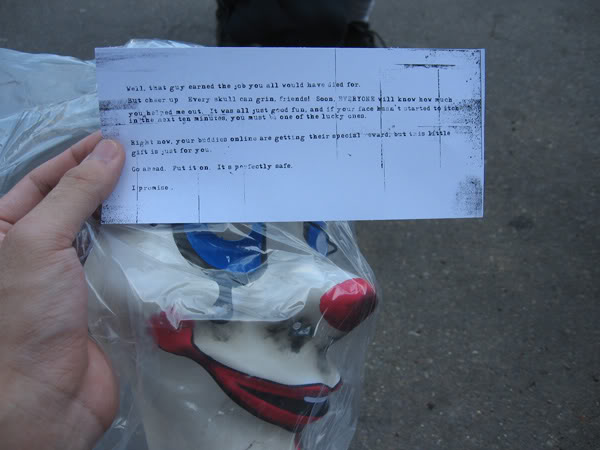 Well, that guy earned the job you all would have died for.
But cheer up. Every skull can grin, friends! Soon, EVERYONE will know how much
you helped me out. It was all just good fun, and if your face hasn't started to itch
in the next ten minutes, you must be one of the lucky ones.
Right now, your buddies online are getting their special reward, but this little
gift is just for you.
Go ahead. Put it on. It's perfectly safe.
I promise.